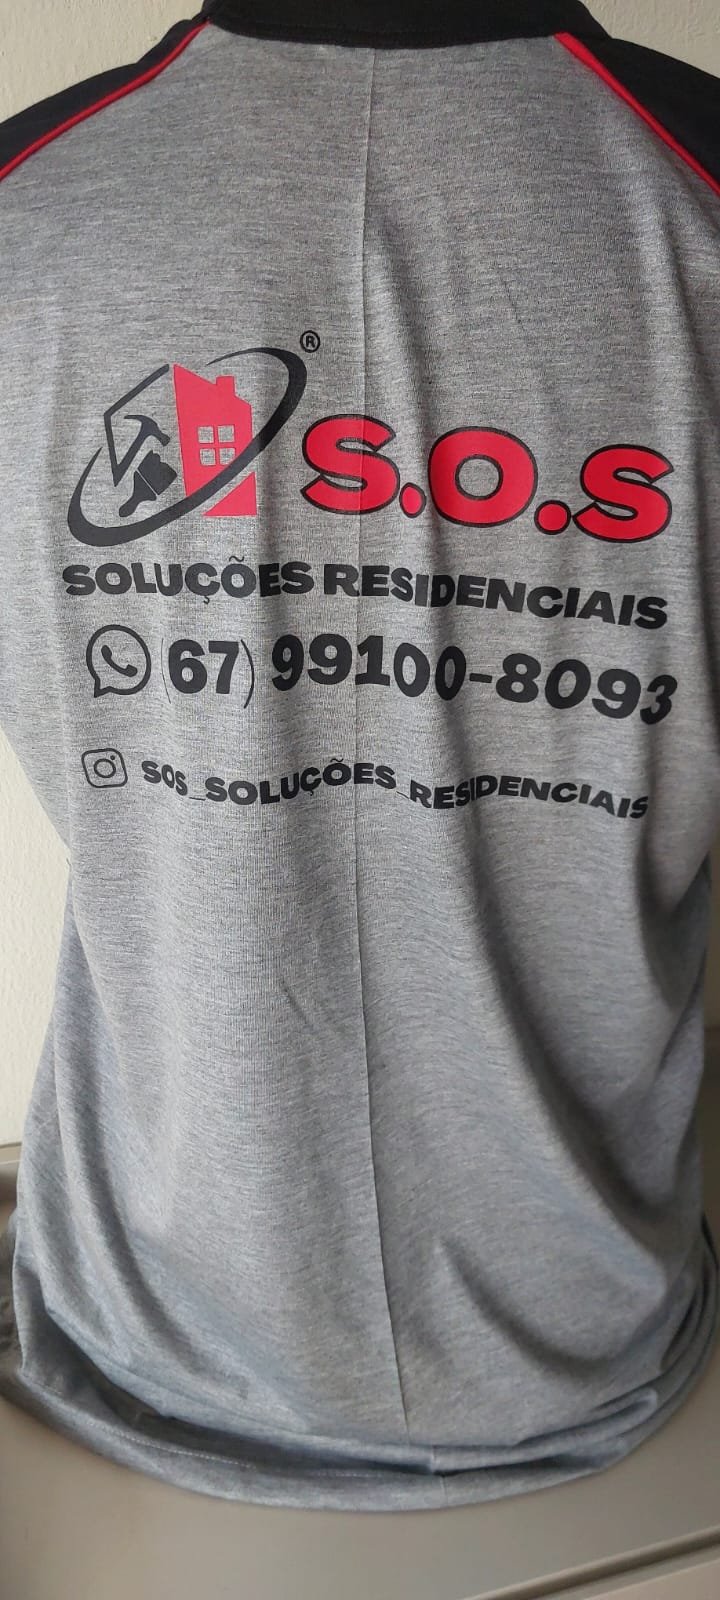 ®
S.O.S
SOLUÇÕES RESIDENCIAIS
(67) 99100-8093
SOS_SOLUÇÕES_RESIDENCIAIS